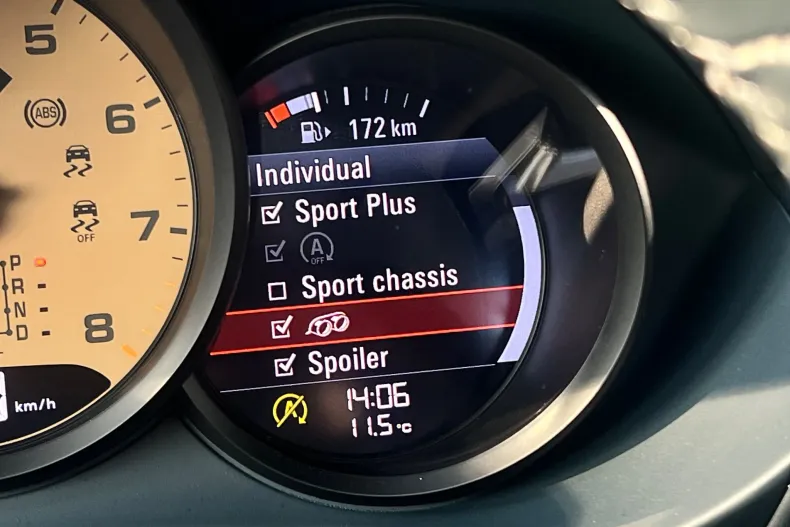 5
ABS
6
7
OFF
P
R
N
D
8
km/h
172 km
Individual
Sport Plus
A
OFF
Sport chassis
Spoiler
A
14:06
11.5 °C